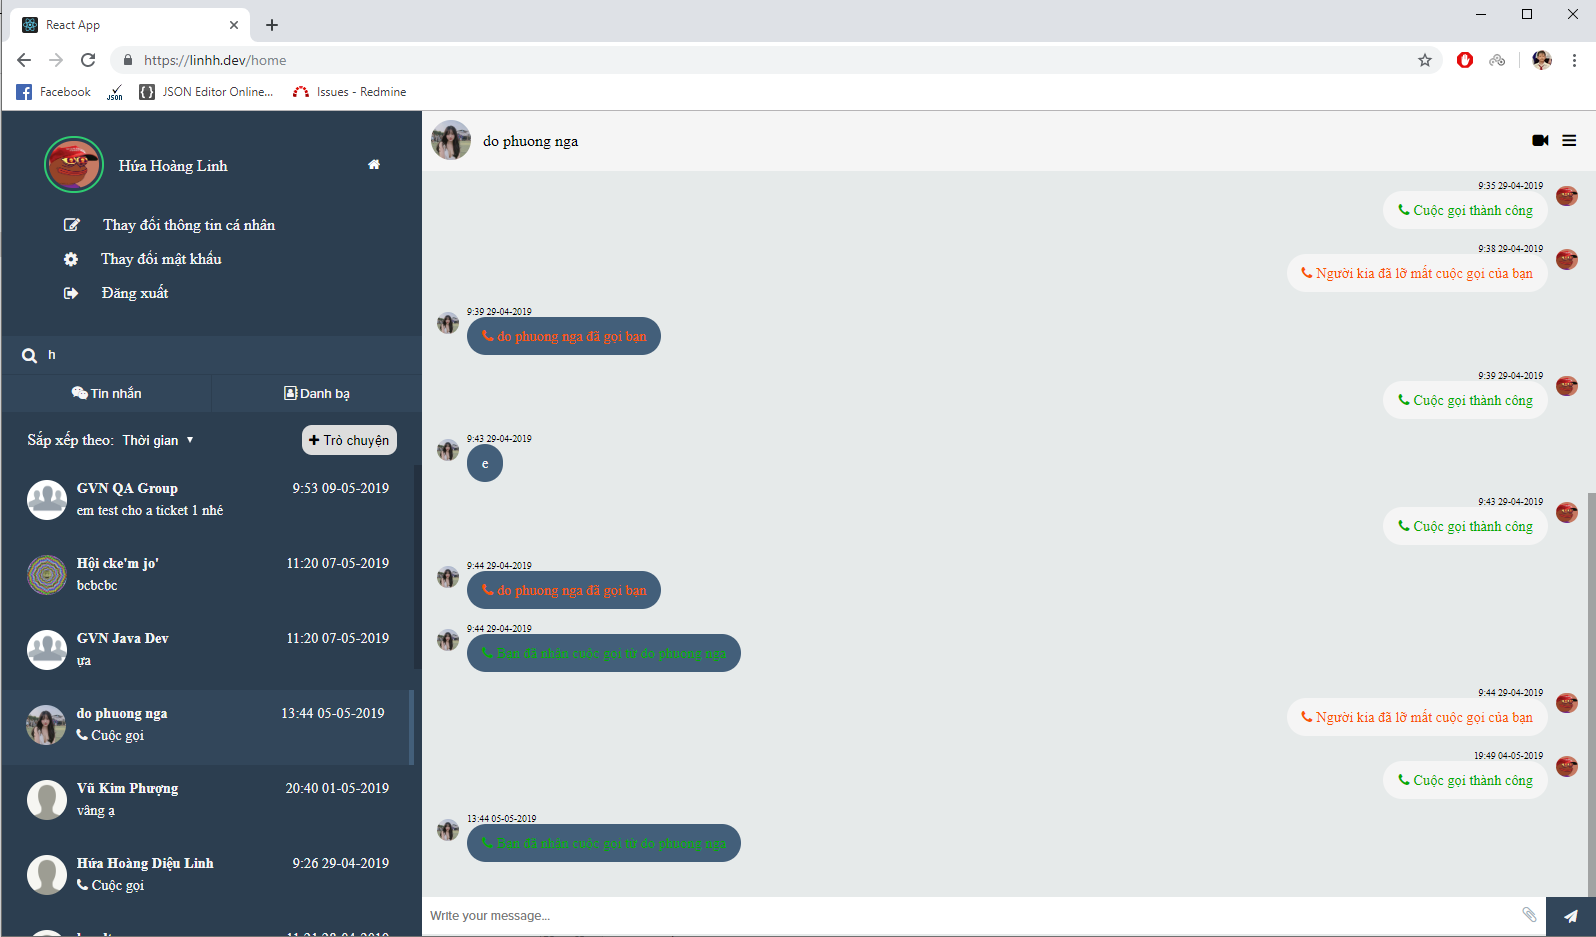 React App
https://linhh.dev/home
Facebook
JSON
JSON Editor Online...
Issues - Redmine
Hứa Hoàng Linh
Thay đổi thông tin cá nhân
Thay đổi mật khẩu
Đăng xuất
h
Tin nhắn
Danh bạ
Sắp xếp theo: Thời gian
Trò chuyện
GVN QA Group 9:53 09-05-2019
em test cho a ticket 1 nhé
Hội cke'm jo' 11:20 07-05-2019
bcbcbc
GVN Java Dev 11:20 07-05-2019
ựa
do phuong nga 13:44 05-05-2019
Cuộc gọi
Vũ Kim Phượng 20:40 01-05-2019
vâng ạ
Hứa Hoàng Diệu Linh 9:26 29-04-2019
Cuộc gọi
do phuong nga
9:35 29-04-2019
Cuộc gọi thành công
9:38 29-04-2019
Người kia đã lỡ mất cuộc gọi của bạn
9:39 29-04-2019
do phuong nga đã gọi bạn
9:39 29-04-2019
Cuộc gọi thành công
9:43 29-04-2019
e
9:43 29-04-2019
Cuộc gọi thành công
9:44 29-04-2019
do phuong nga đã gọi bạn
9:44 29-04-2019
Bạn đã nhận cuộc gọi từ do phuong nga
9:44 29-04-2019
Người kia đã lỡ mất cuộc gọi của bạn
19:49 04-05-2019
Cuộc gọi thành công
13:44 05-05-2019
Bạn đã nhận cuộc gọi từ do phuong nga
Write your message...